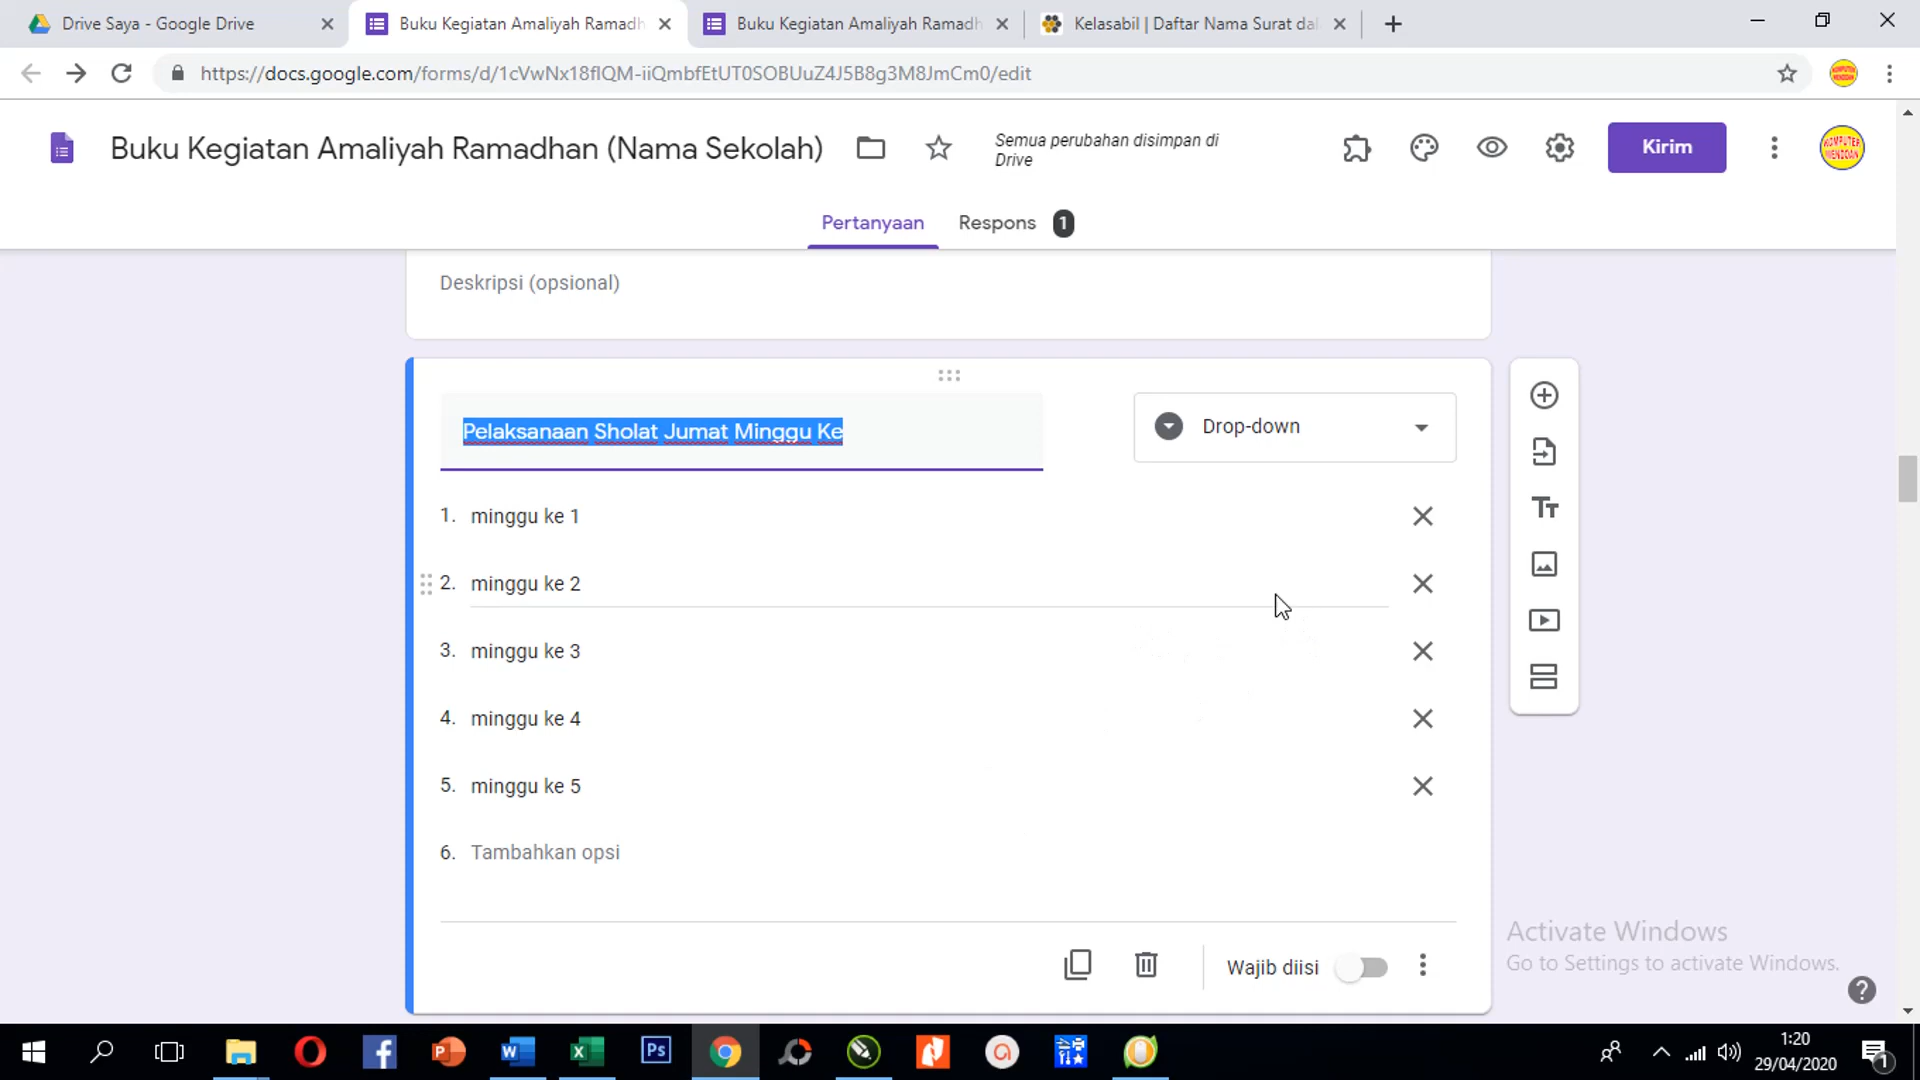 Drive Saya - Google Drive
Buku Kegiatan Amaliyah Ramadh
Buku Kegiatan Amaliyah Ramadh
Kelasabil | Daftar Nama Surat dal
https://docs.google.com/forms/d/1cVwNx18fIQM-iiQmbfEtUT0SOBUuZ4J5B8g3M8JmCm0/edit
Buku Kegiatan Amaliyah Ramadhan (Nama Sekolah)
Semua perubahan disimpan di
Drive
Kirim
KOMPUTER
MENDOAN
Pertanyaan
Respons 1
Deskripsi (opsional)
Pelaksanaan Sholat Jumat Minggu Ke
Drop-down
1. minggu ke 1
2. minggu ke 2
3. minggu ke 3
4. minggu ke 4
5. minggu ke 5
6. Tambahkan opsi
Wajib diisi
Activate Windows
Go to Settings to activate Windows.
1:20
29/04/2020
1